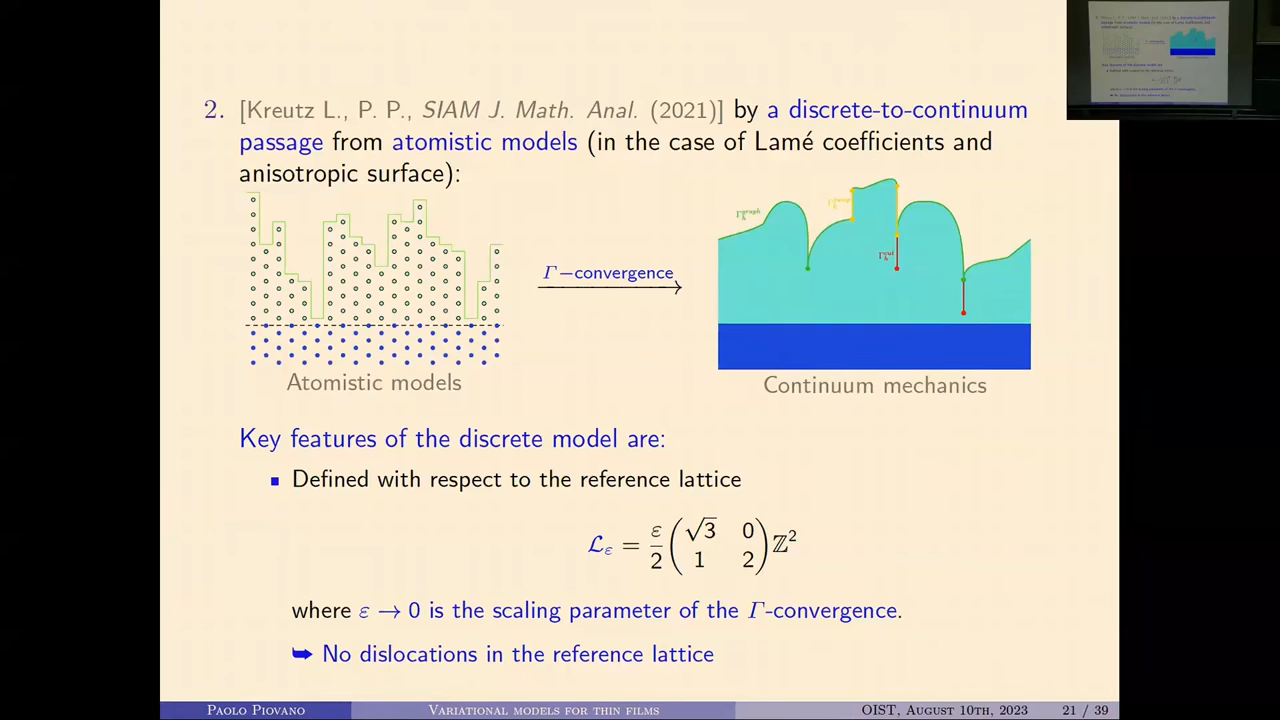 2. [Kreutz L., P. P., SIAM J. Math. Anal. (2021)] by a discrete-to-continuum
passage from atomistic models (in the case of Lamé coefficients and
anisotropic surface):
Γ−convergence
Atomistic models
Continuum mechanics
Key features of the discrete model are:
▪ Defined with respect to the reference lattice
ℒ_ε = ε/2 (√3 0
1 2) ℤ²
where ε → 0 is the scaling parameter of the Γ-convergence.
➥ No dislocations in the reference lattice
PAOLO PIOVANO VARIATIONAL MODELS FOR THIN FILMS OIST, AUGUST 10TH, 2023 21 / 39